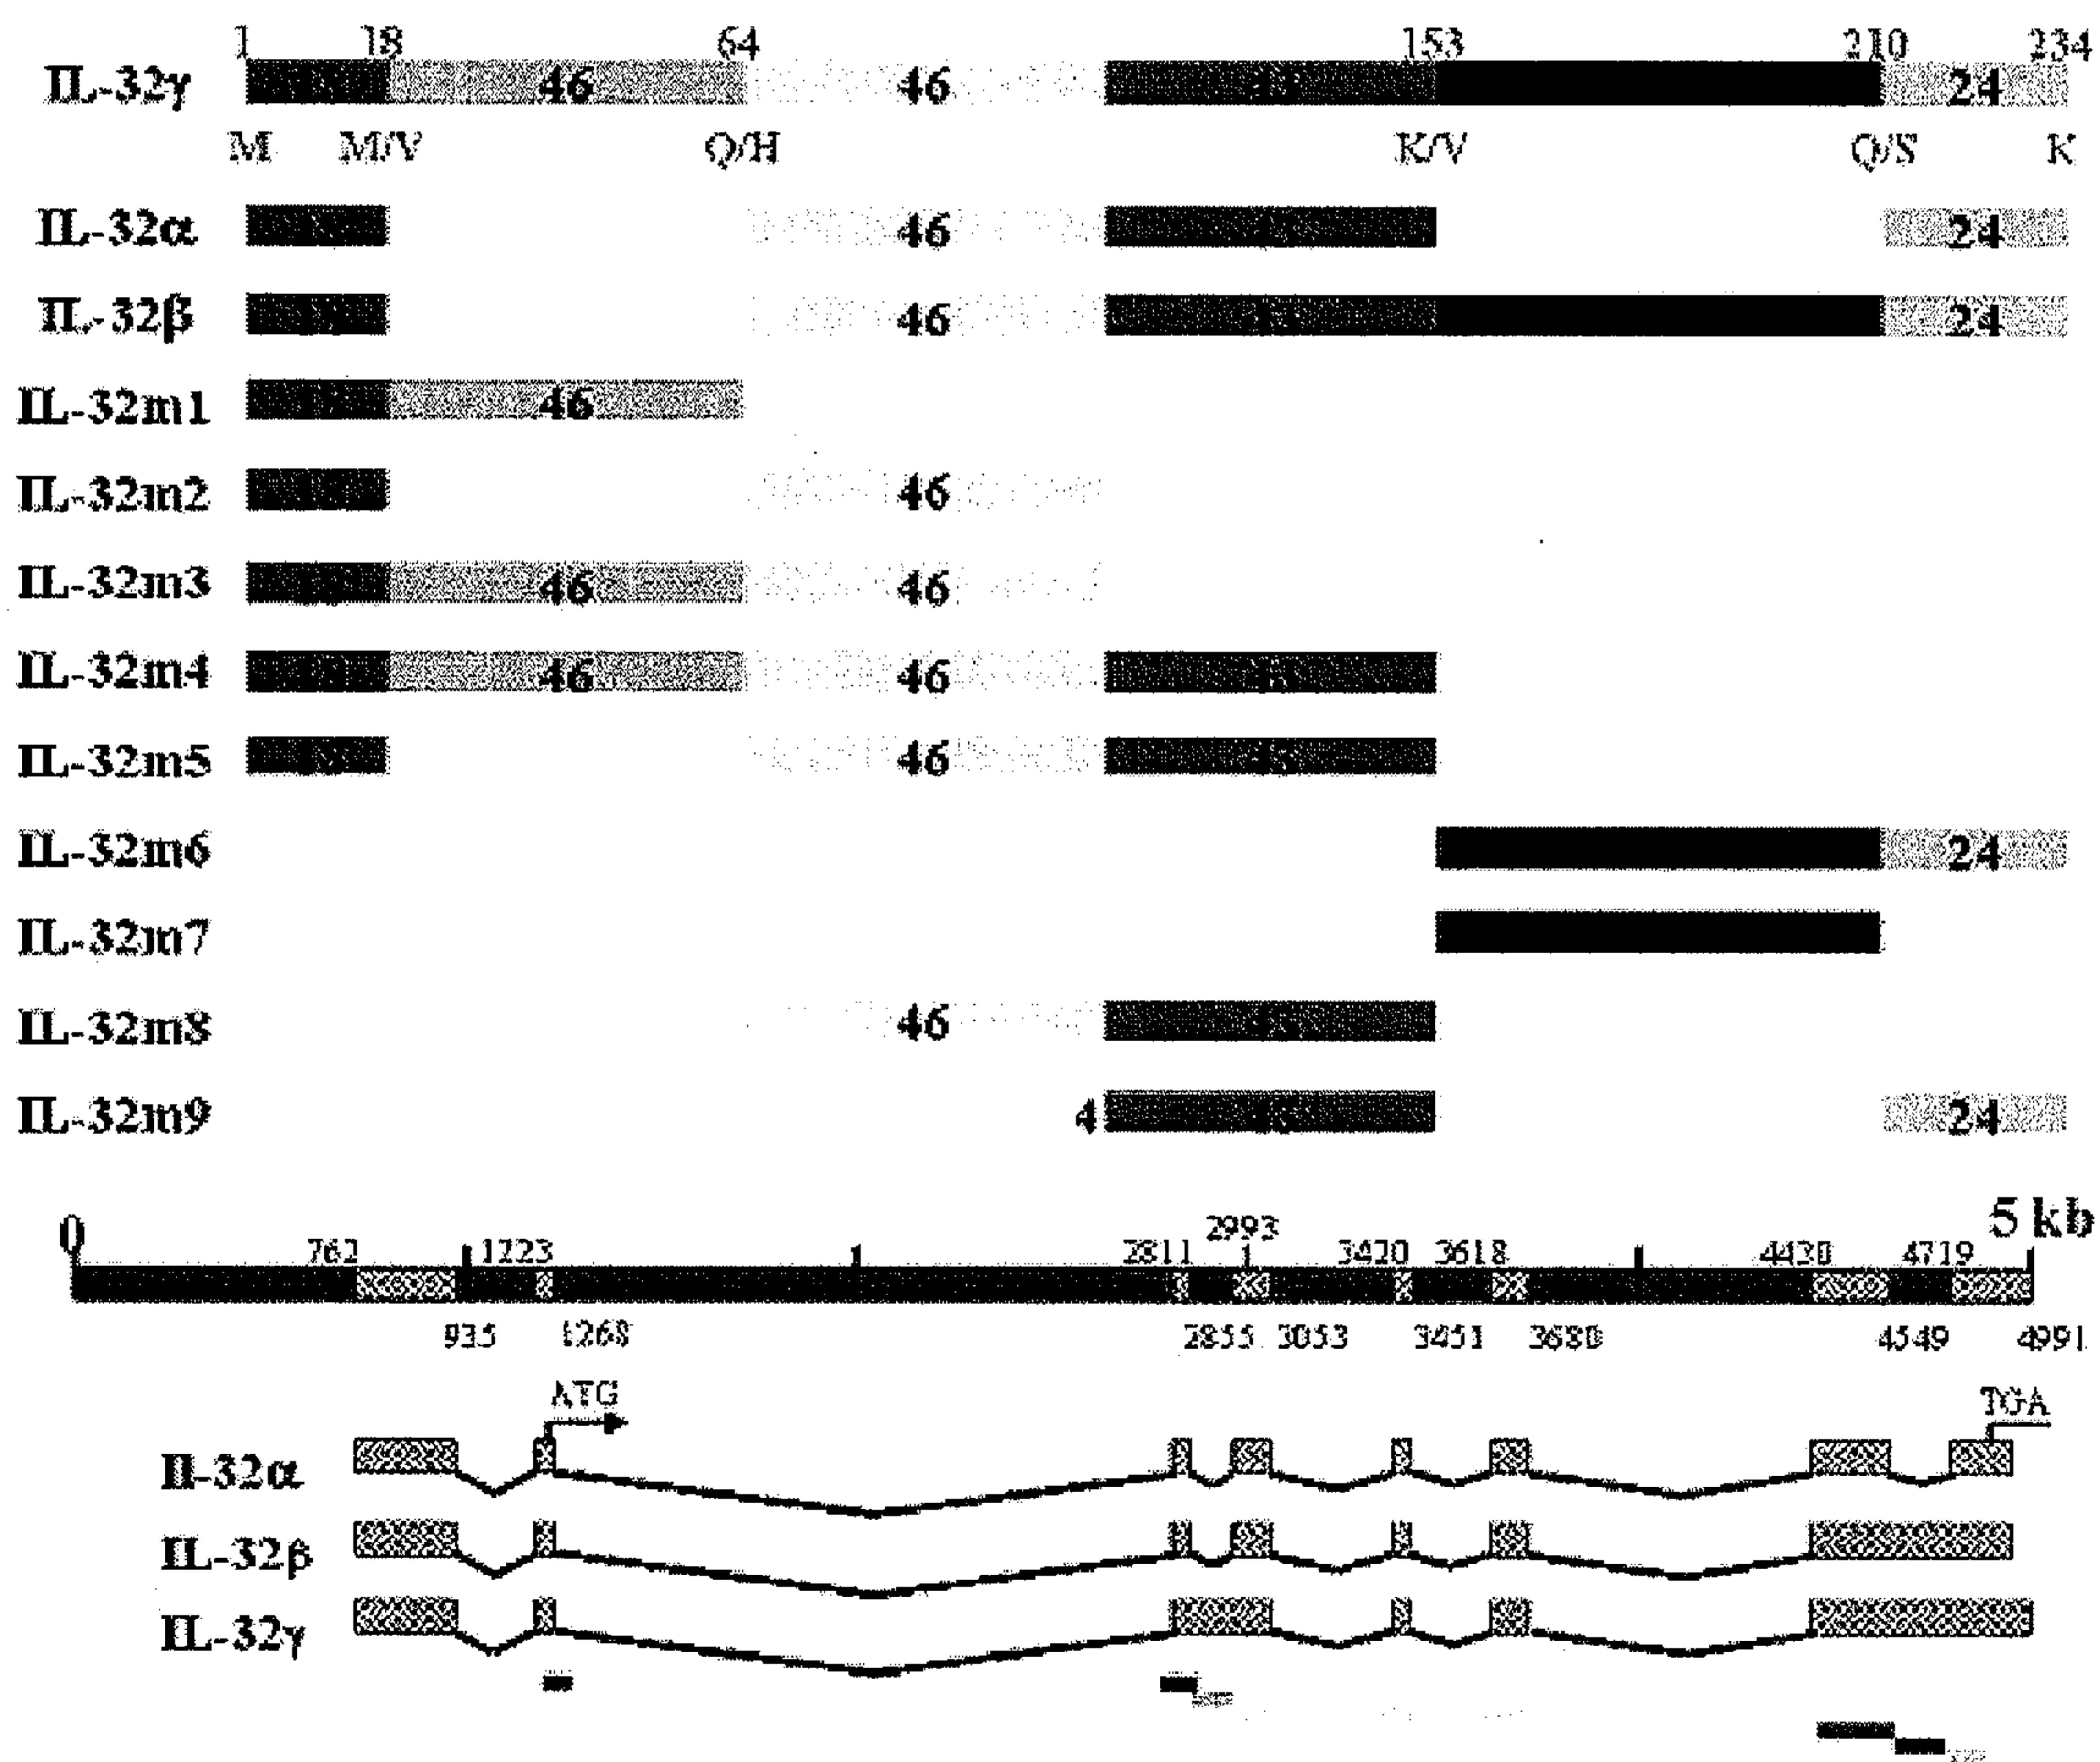 1 18 64 153 210 234
IL-32γ 46 46 24
M M/V Q/H K/V Q/S K
IL-32α 46 24
IL-32β 46 24
IL-32m1 46
IL-32m2 46
IL-32m3 46 46
IL-32m4 46 46
IL-32m5 46
IL-32m6 24
IL-32m7
IL-32m8 46
IL-32m9 4 24
0 5 kb
2993
762 1223 2811 3420 3618 4430 4719
935 1268 2855 3053 3451 3680 4549 4991
ATG TGA
Il-32α
IL-32β
IL-32γ